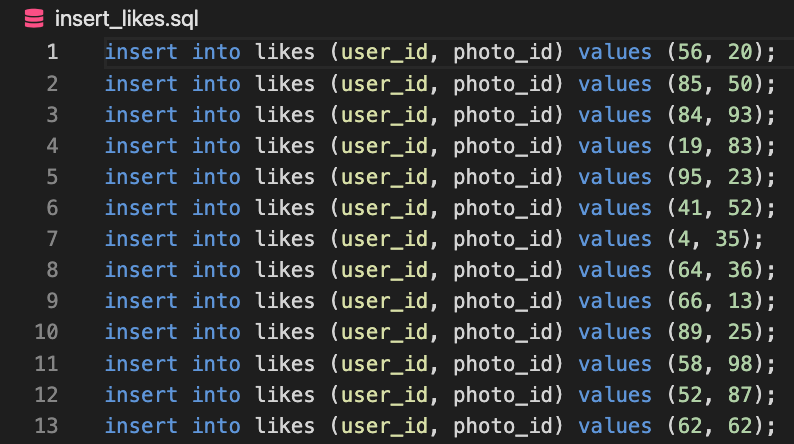 insert_likes.sql
1 insert into likes (user_id, photo_id) values (56, 20);
2 insert into likes (user_id, photo_id) values (85, 50);
3 insert into likes (user_id, photo_id) values (84, 93);
4 insert into likes (user_id, photo_id) values (19, 83);
5 insert into likes (user_id, photo_id) values (95, 23);
6 insert into likes (user_id, photo_id) values (41, 52);
7 insert into likes (user_id, photo_id) values (4, 35);
8 insert into likes (user_id, photo_id) values (64, 36);
9 insert into likes (user_id, photo_id) values (66, 13);
10 insert into likes (user_id, photo_id) values (89, 25);
11 insert into likes (user_id, photo_id) values (58, 98);
12 insert into likes (user_id, photo_id) values (52, 87);
13 insert into likes (user_id, photo_id) values (62, 62);